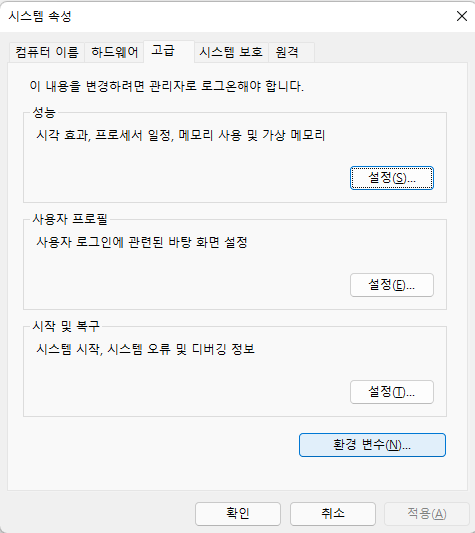 시스템 속성
컴퓨터 이름 하드웨어 고급 시스템 보호 원격
이 내용을 변경하려면 관리자로 로그온해야 합니다.
성능
시각 효과, 프로세서 일정, 메모리 사용 및 가상 메모리
설정(S)...
사용자 프로필
사용자 로그인에 관련된 바탕 화면 설정
설정(E)...
시작 및 복구
시스템 시작, 시스템 오류 및 디버깅 정보
설정(T)...
환경 변수(N)...
확인 취소 적용(A)